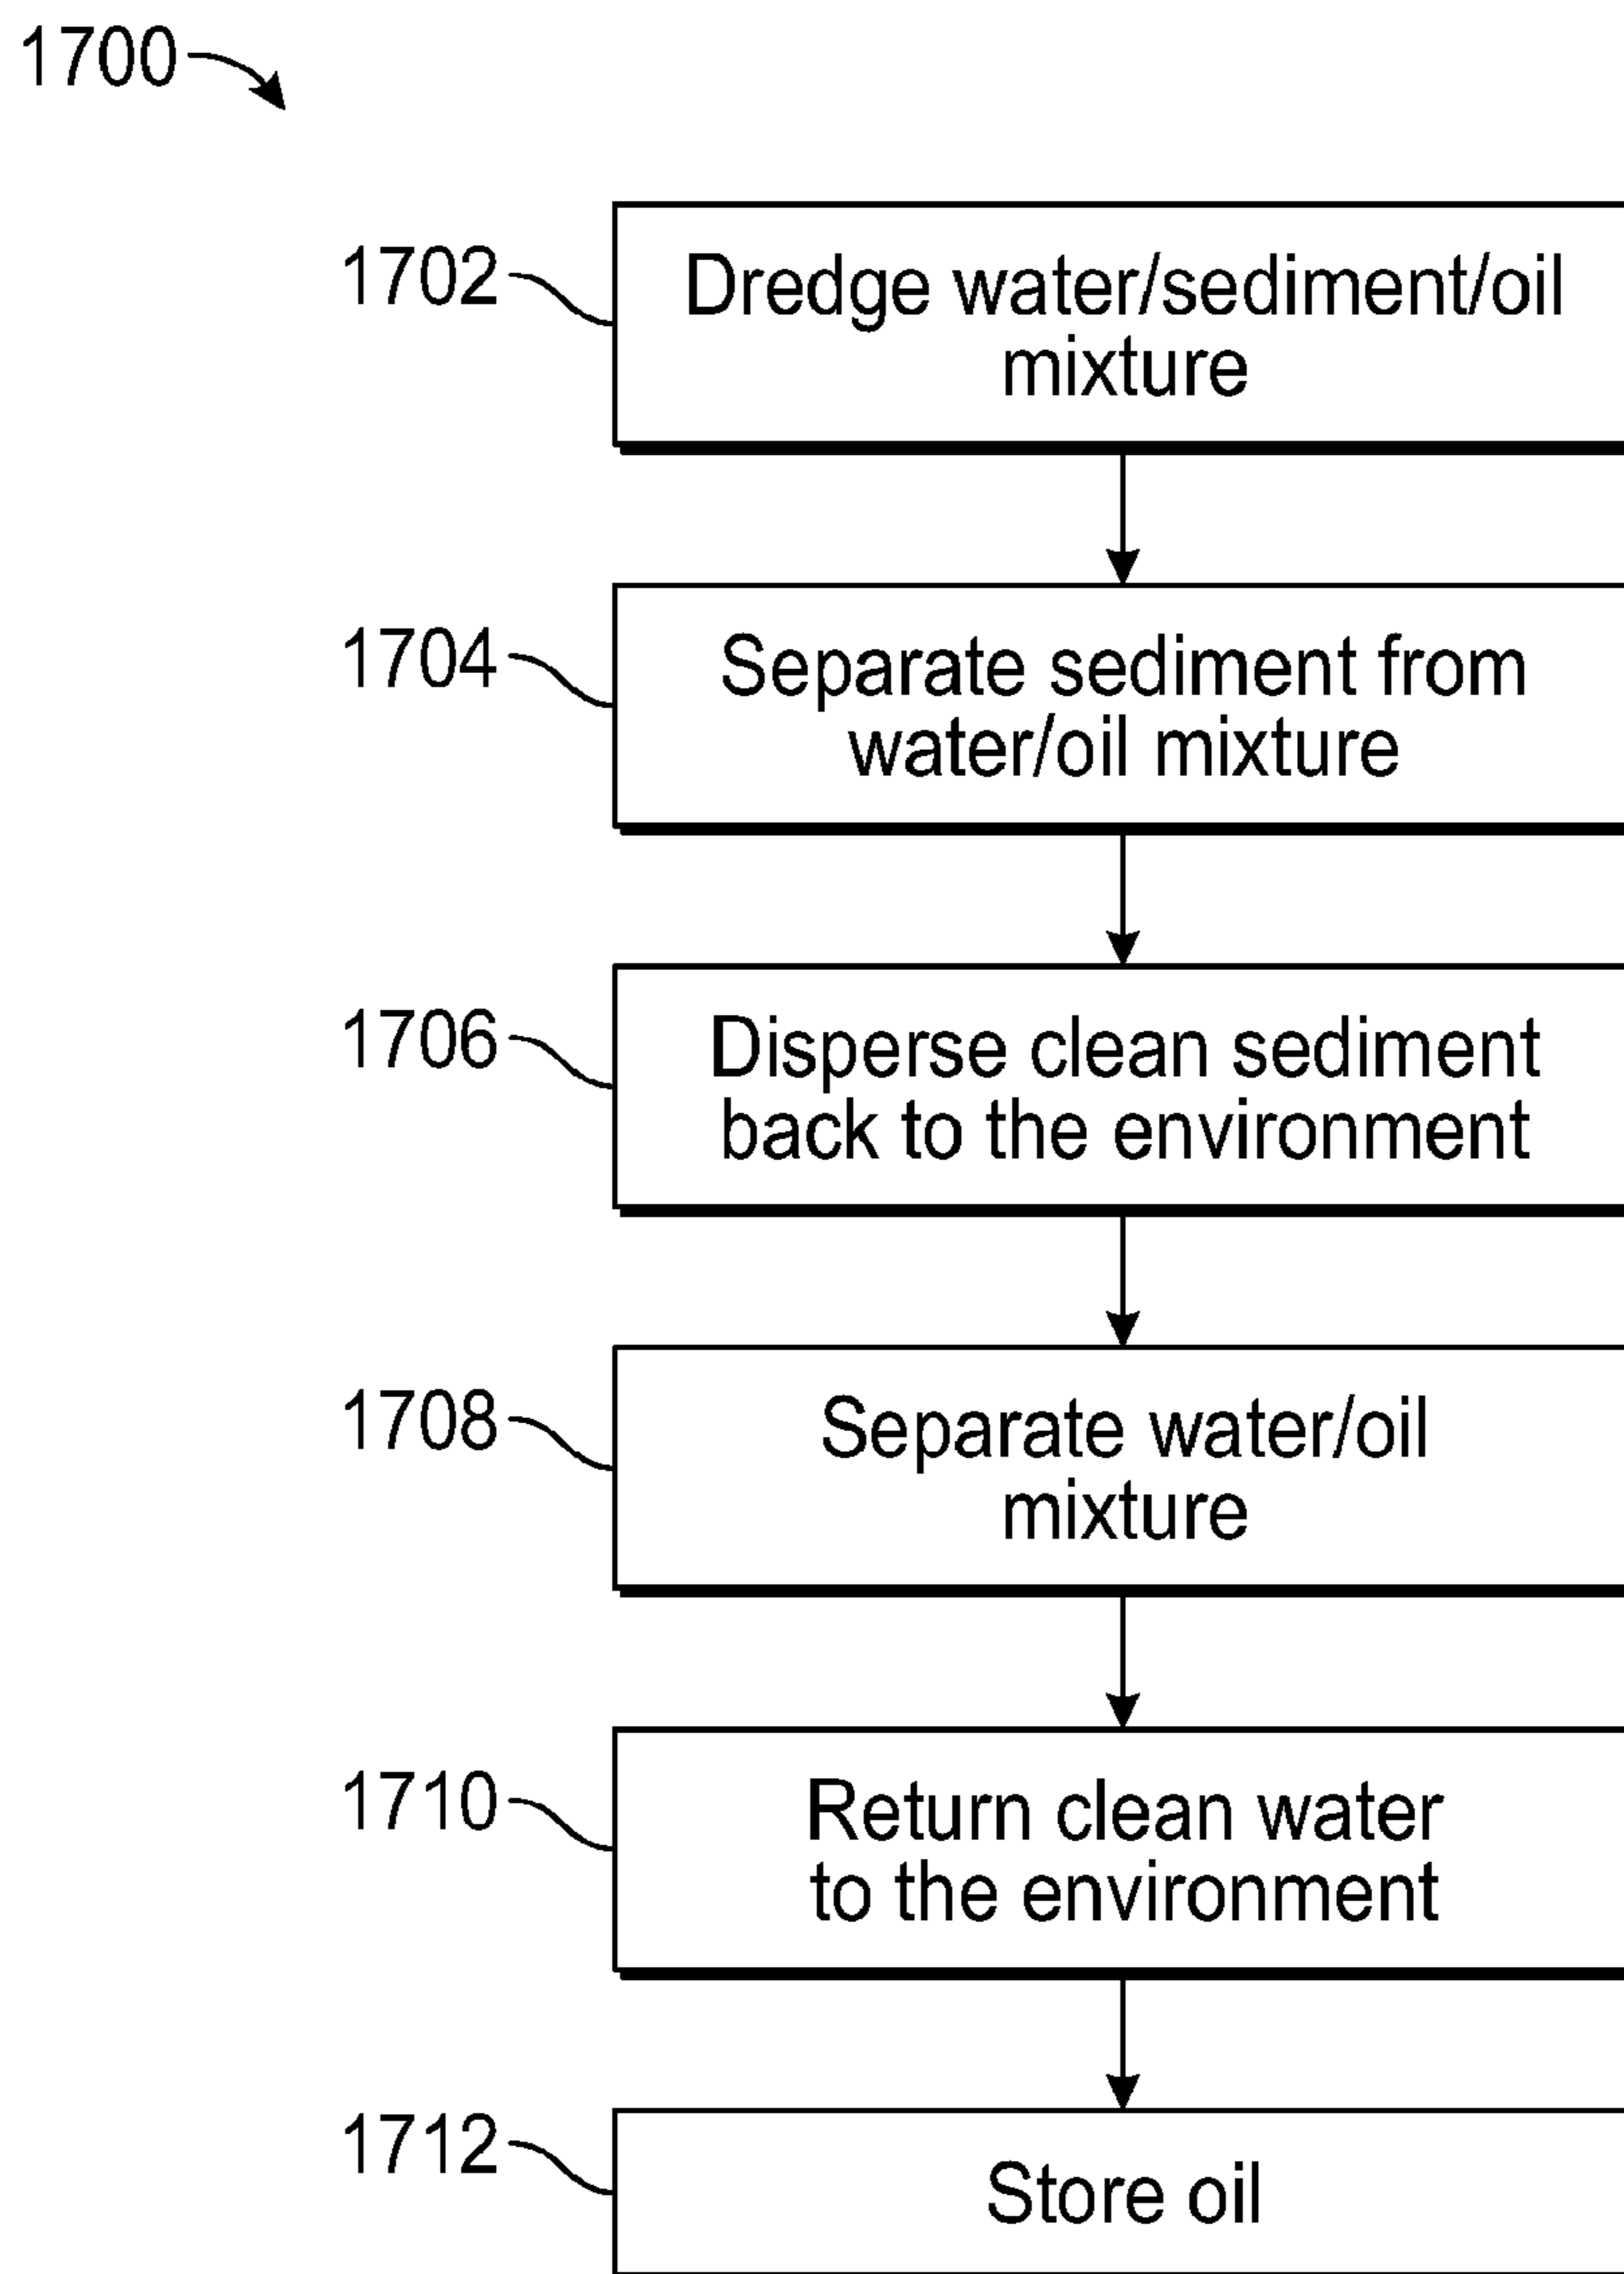 1700
1702
Dredge water/sediment/oil
mixture
1704
Separate sediment from
water/oil mixture
1706
Disperse clean sediment
back to the environment
1708
Separate water/oil
mixture
1710
Return clean water
to the environment
1712
Store oil